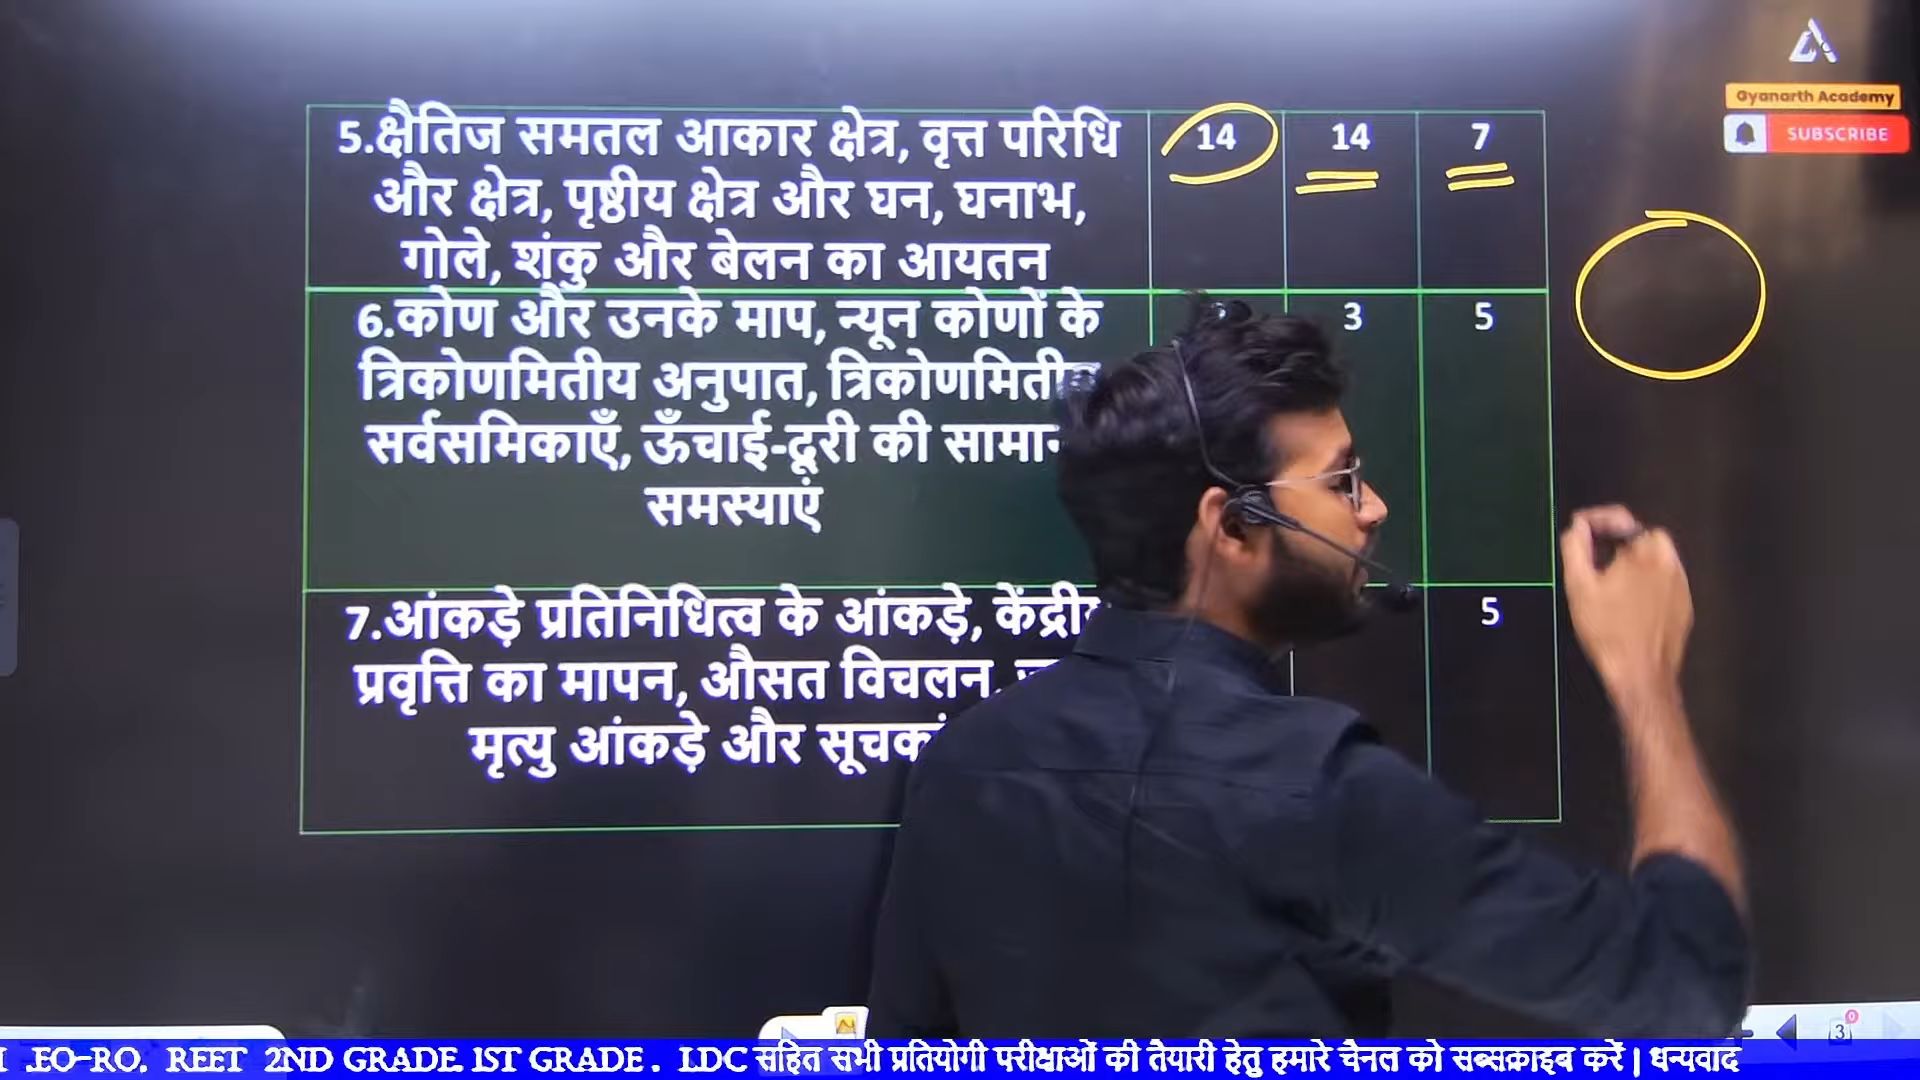 Gyanarth Academy
SUBSCRIBE
5.क्षैतिज समतल आकार क्षेत्र, वृत्त परिधि 14 14 7
और क्षेत्र, पृष्ठीय क्षेत्र और घन, घनाभ,
गोले, शंकु और बेलन का आयतन
6.कोण और उनके माप, न्यून कोणों के 3 5
त्रिकोणमितीय अनुपात,
सर्वसमिकाएँ, ऊँचाई-दूरी की
समस्याएं
7.आंकड़े प्रतिनिधित्व के आंकड़े, 5
प्रवृत्ति का मापन, औसत विचलन,
मृत्यु आंकड़े और
3
0
.EO-RO. REET 2ND GRADE. 1ST GRADE. LDC सहित सभी प्रतियोगी परीक्षाओं की तैयारी हेतु हमारे चैनल को सब्सक्राइब करें | धन्यवाद